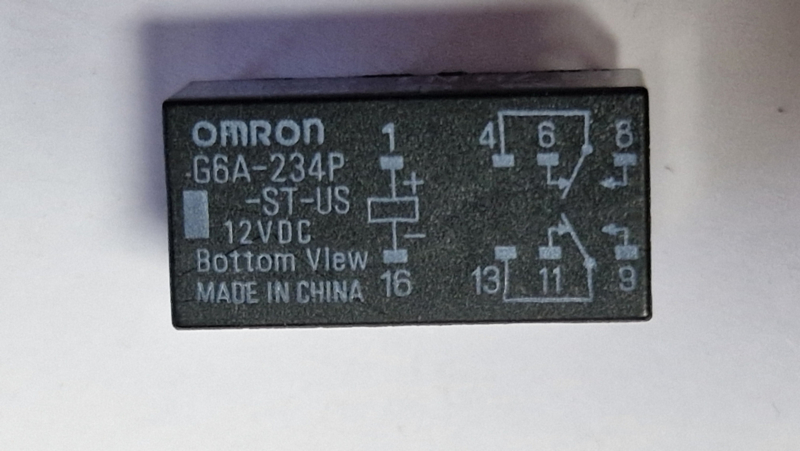 OMRON
G6A-234P
-ST-US
12VDC
Bottom View
MADE IN CHINA
1
+
-
16
4 6 8
13 11 9